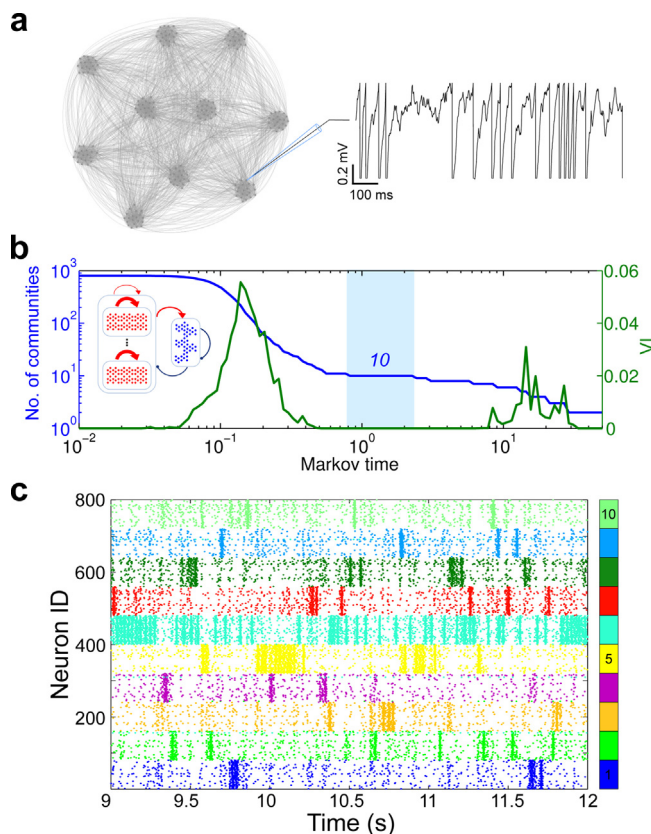 a
0.2 mV
100 ms
b
No. of communities
10³
10²
10¹
10⁰
10
0.06
0.04
0.02
0
VI
10⁻²
10⁻¹
10⁰
10¹
Markov time
c
Neuron ID
800
600
400
200
9
9.5
10
10.5
11
11.5
12
Time (s)
10
5
1